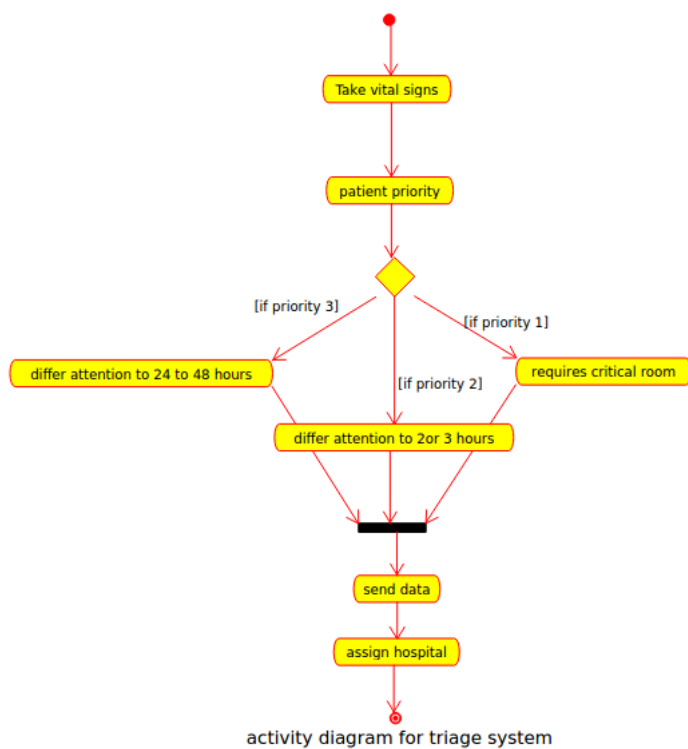 Take vital signs
patient priority
[if priority 3]
[if priority 1]
differ attention to 24 to 48 hours
requires critical room
[if priority 2]
differ attention to 2or 3 hours
send data
assign hospital
activity diagram for triage system